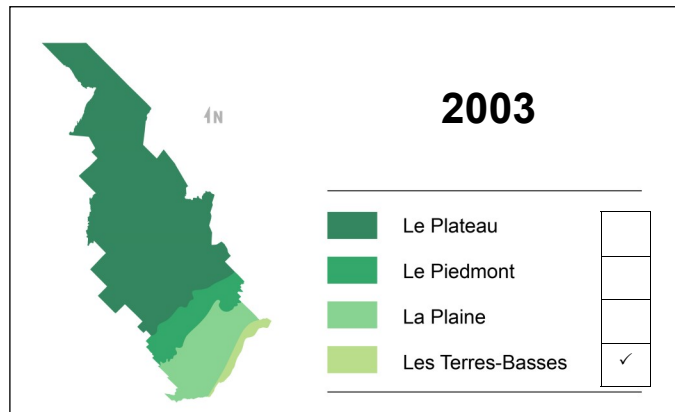 N
2003
Le Plateau
Le Piedmont
La Plaine
Les Terres-Basses ✓